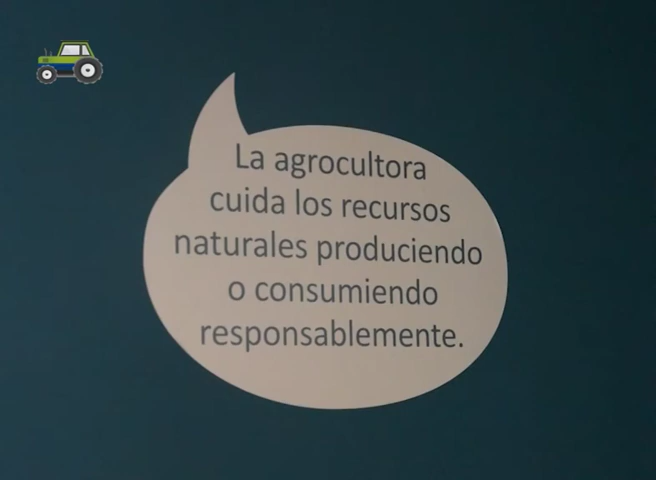 La agrocultora
cuida los recursos
naturales produciendo
o consumiendo
responsablemente.